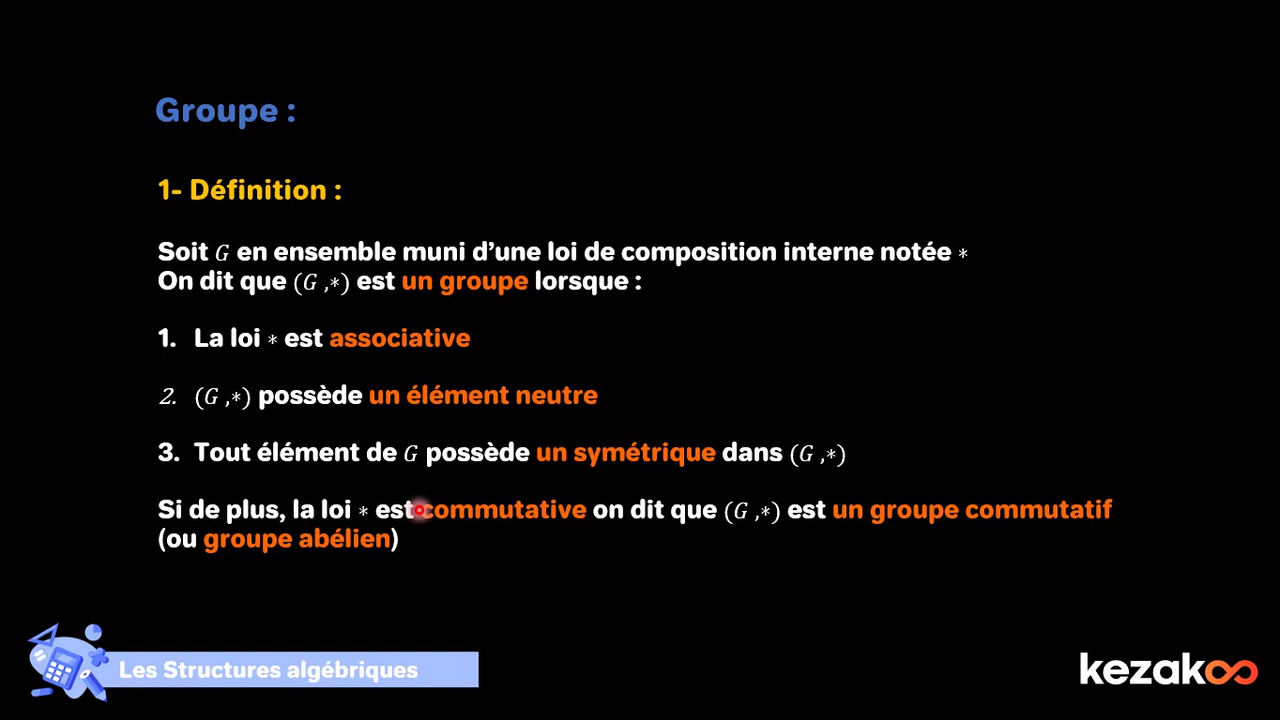 Groupe :
1- Définition :
Soit G en ensemble muni d’une loi de composition interne notée ∗
On dit que (G ,∗) est un groupe lorsque :
1. La loi ∗ est associative
2. (G ,∗) possède un élément neutre
3. Tout élément de G possède un symétrique dans (G ,∗)
Si de plus, la loi ∗ est commutative on dit que (G ,∗) est un groupe commutatif
(ou groupe abélien)
Les Structures algébriques
kezakoo